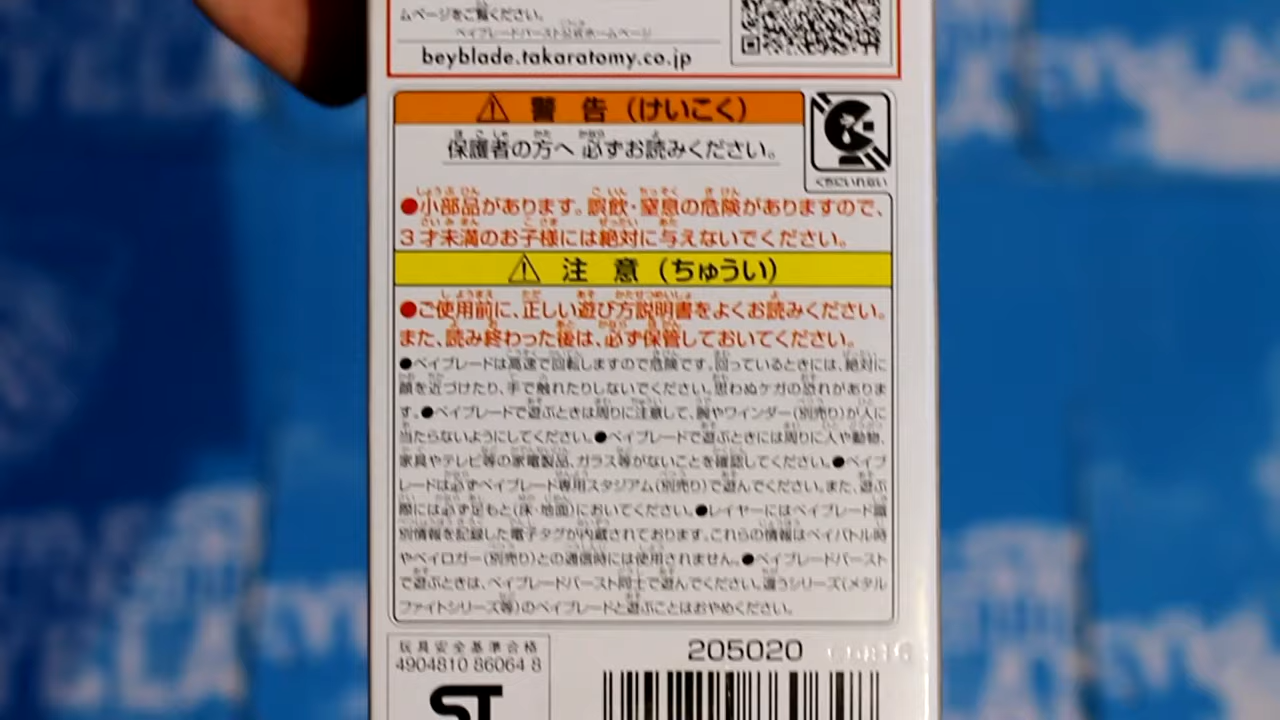 ムページをご覧ください。
ベイブレードバースト公式ホームページ
beyblade.takaratomy.co.jp
⚠ 警 告 (けいこく)
保護者の方へ 必ずお読みください。
くちにいれない
●小部品があります。誤飲・窒息の危険がありますので、
3才未満のお子様には絶対に与えないでください。
⚠ 注 意 (ちゅうい)
●ご使用前に、正しい遊び方説明書をよくお読みください。
また、読み終わった後は、必ず保管しておいてください。
●ベイブレードは高速で回転しますので危険です。回っているときには、絶対に
顔を近づけたり、手で触れたりしないでください。思わぬケガの恐れがありま
す。●ベイブレードで遊ぶときは周りに注意して、腕やワインダー(別売り)が人に
当たらないようにしてください。●ベイブレードで遊ぶときには周りに人や動物、
家具やテレビ等の家電製品、ガラス等がないことを確認してください。●ベイブ
レードは必ずベイブレード専用スタジアム(別売り)で遊んでください。また、遊ぶ
際には必ず足もと(床・地面)においてください。●レイヤーにはベイブレード識
別情報を記録した電子タグが内蔵されております。これらの情報はベイバトル時
やベイロガー(別売り)との通信時には使用されません。●ベイブレードバースト
で遊ぶときは、ベイブレードバースト同士で遊んでください。違うシリーズ(メタル
ファイトシリーズ等)のベイブレードと遊ぶことはおやめください。
玩具安全基準合格
4904810 86064 8
205020
ST